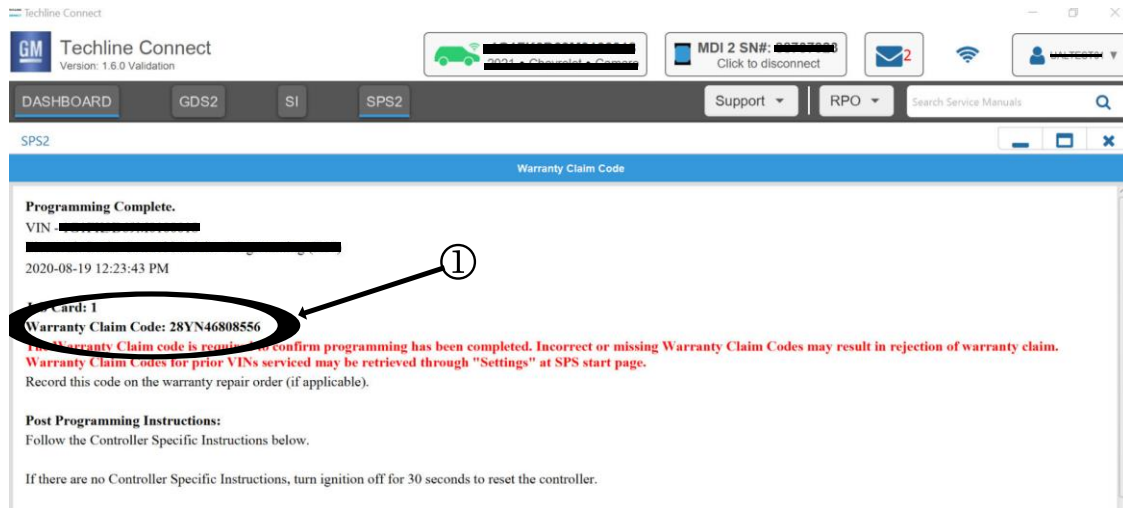 Techline Connect
GM
Techline Connect
Version: 1.6.0 Validation
2021 • Chevrolet • Camaro
MDI 2 SN#:
Click to disconnect
2
DASHBOARD GDS2 SI SPS2 Support RPO Search Service Manuals
SPS2
Warranty Claim Code
Programming Complete.
VIN -
2020-08-19 12:23:43 PM
1
Card: 1
Warranty Claim Code: 28YN46808556
The Warranty Claim code is required to confirm programming has been completed. Incorrect or missing Warranty Claim Codes may result in rejection of warranty claim.
Warranty Claim Codes for prior VINs serviced may be retrieved through "Settings" at SPS start page.
Record this code on the warranty repair order (if applicable).
Post Programming Instructions:
Follow the Controller Specific Instructions below.
If there are no Controller Specific Instructions, turn ignition off for 30 seconds to reset the controller.